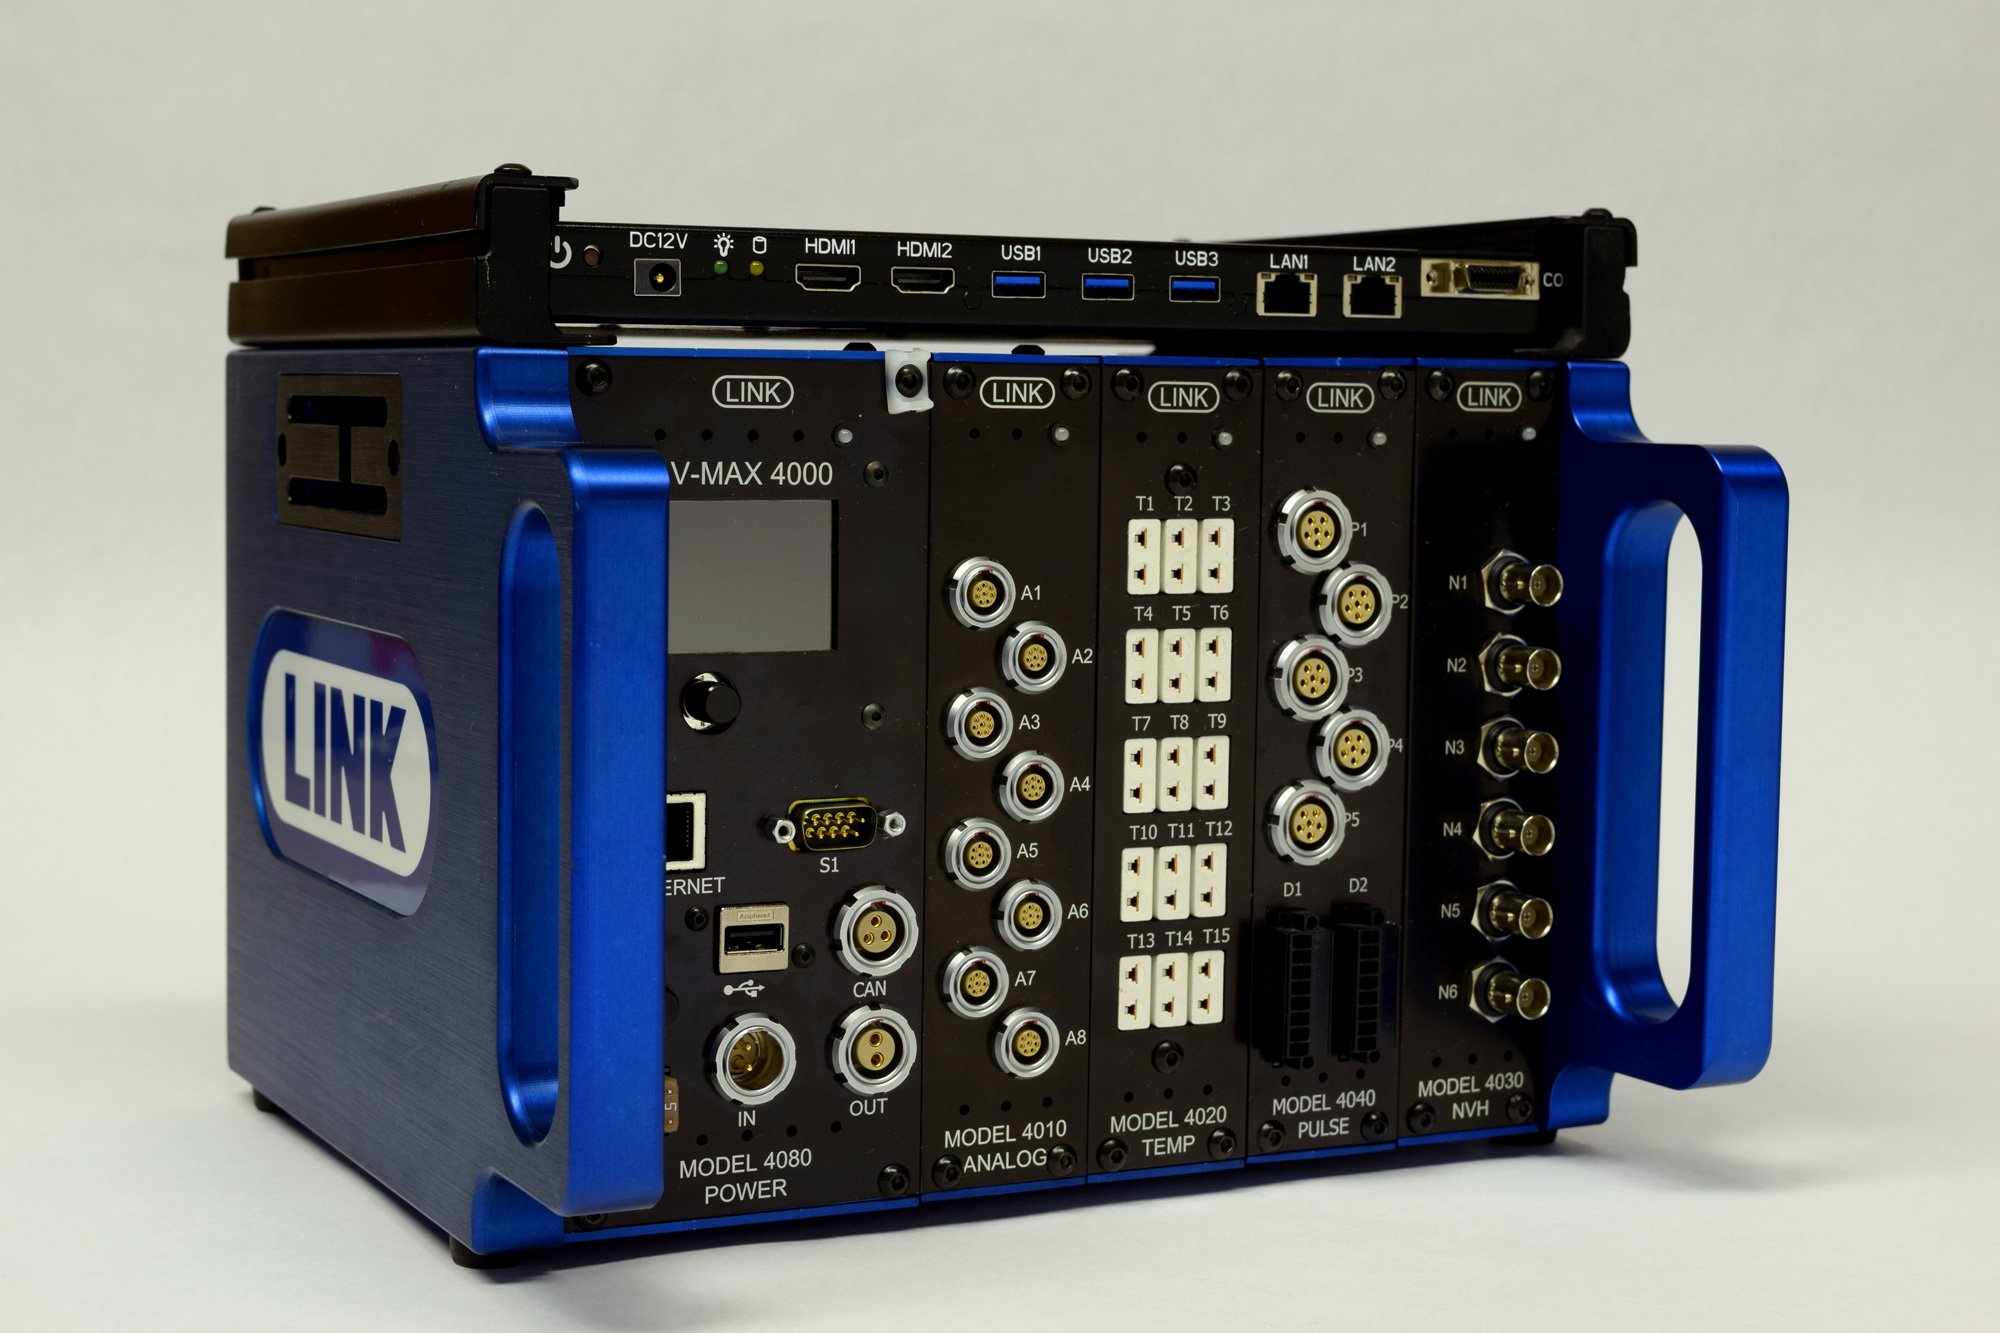 DC12V
HDMI1
HDMI2
USB1
USB2
USB3
LAN1
LAN2
CO
LINK
LINK
V-MAX 4000
ERNET
S1
Amphenol
CAN
IN
OUT
5
MODEL 4080
POWER
LINK
A1
A2
A3
A4
A5
A6
A7
A8
MODEL 4010
ANALOG
LINK
T1 T2 T3
T4 T5 T6
T7 T8 T9
T10 T11 T12
T13 T14 T15
MODEL 4020
TEMP
LINK
P1
P2
P3
P4
P5
D1 D2
MODEL 4040
PULSE
LINK
N1
N2
N3
N4
N5
N6
MODEL 4030
NVH